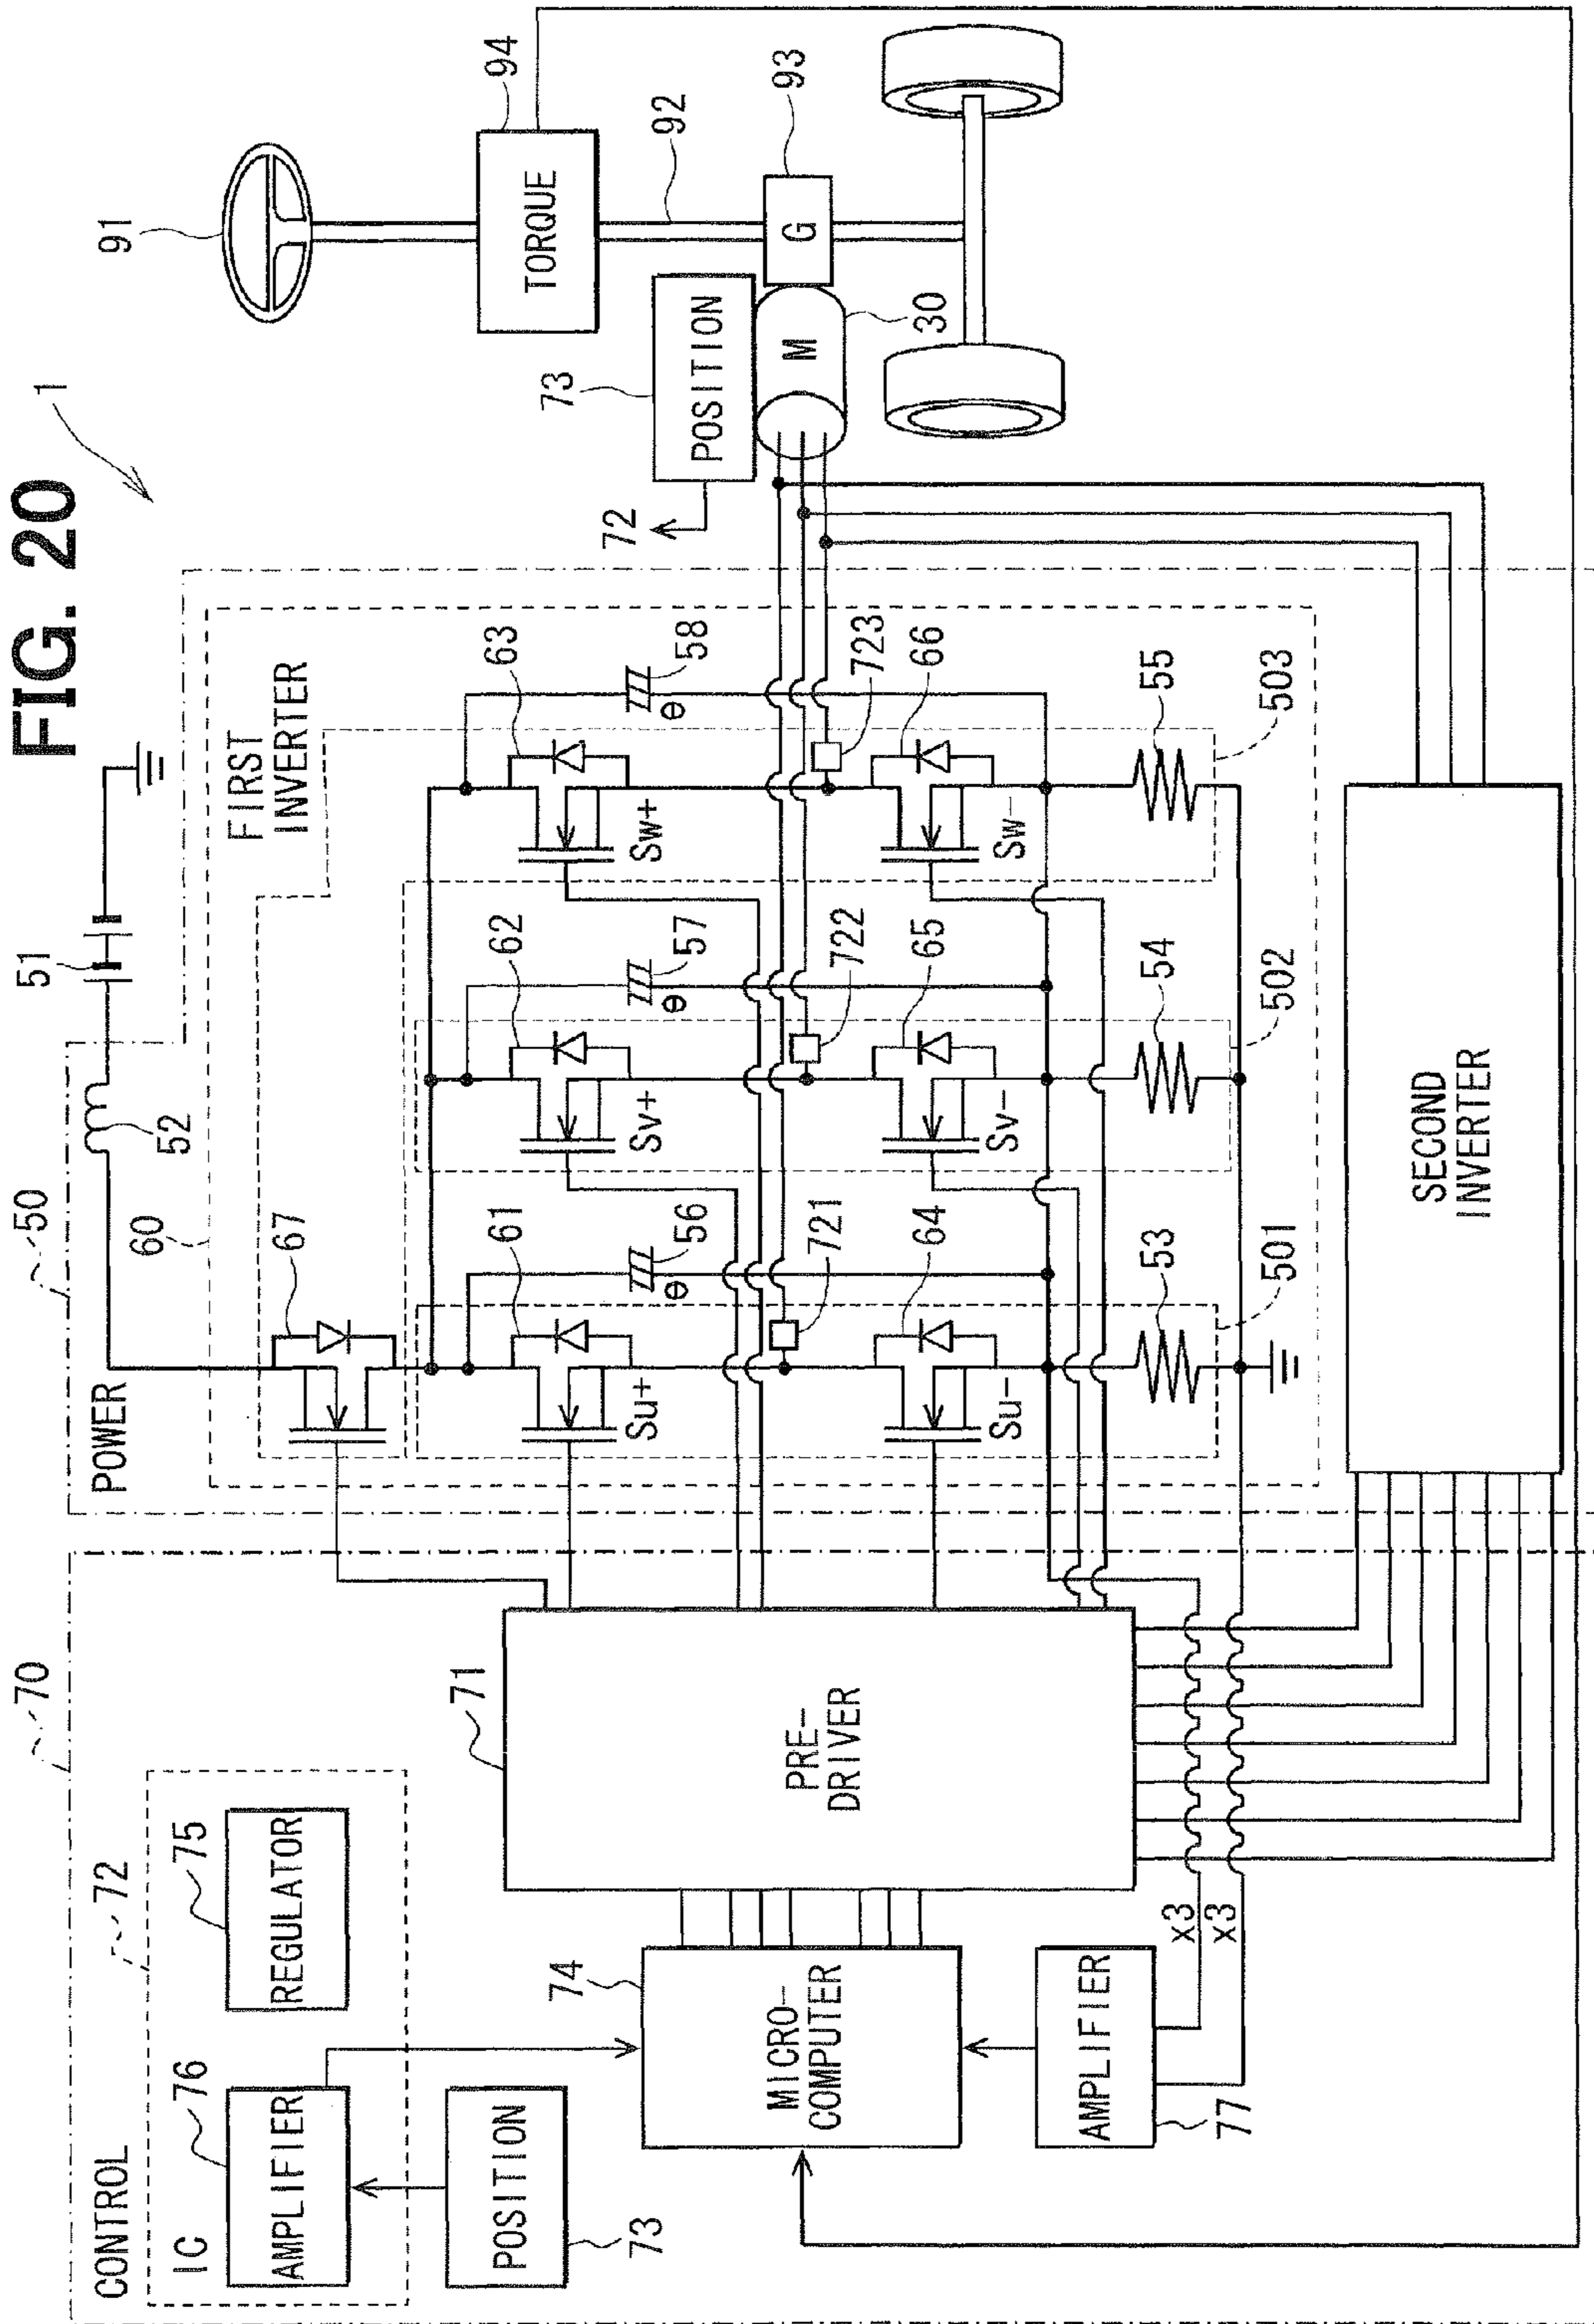 FIG. 20
1
70
CONTROL
72
IC
76
AMPLIFIER
75
REGULATOR
POSITION
73
74
MICRO-
COMPUTER
AMPLIFIER
77
x3
x3
71
PRE-
DRIVER
50
POWER
60
52
51
67
FIRST
INVERTER
61
Su+
56
62
Sv+
57
63
Sw+
58
721
722
723
64
Su-
65
Sv-
66
Sw-
53
501
54
502
55
503
SECOND
INVERTER
91
94
TORQUE
92
93
G
73
POSITION
72
M
30